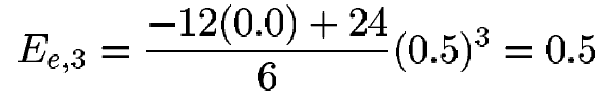 $E_{e,3} = \frac{-12(0.0) + 24}{6}(0.5)^3 = 0.5$